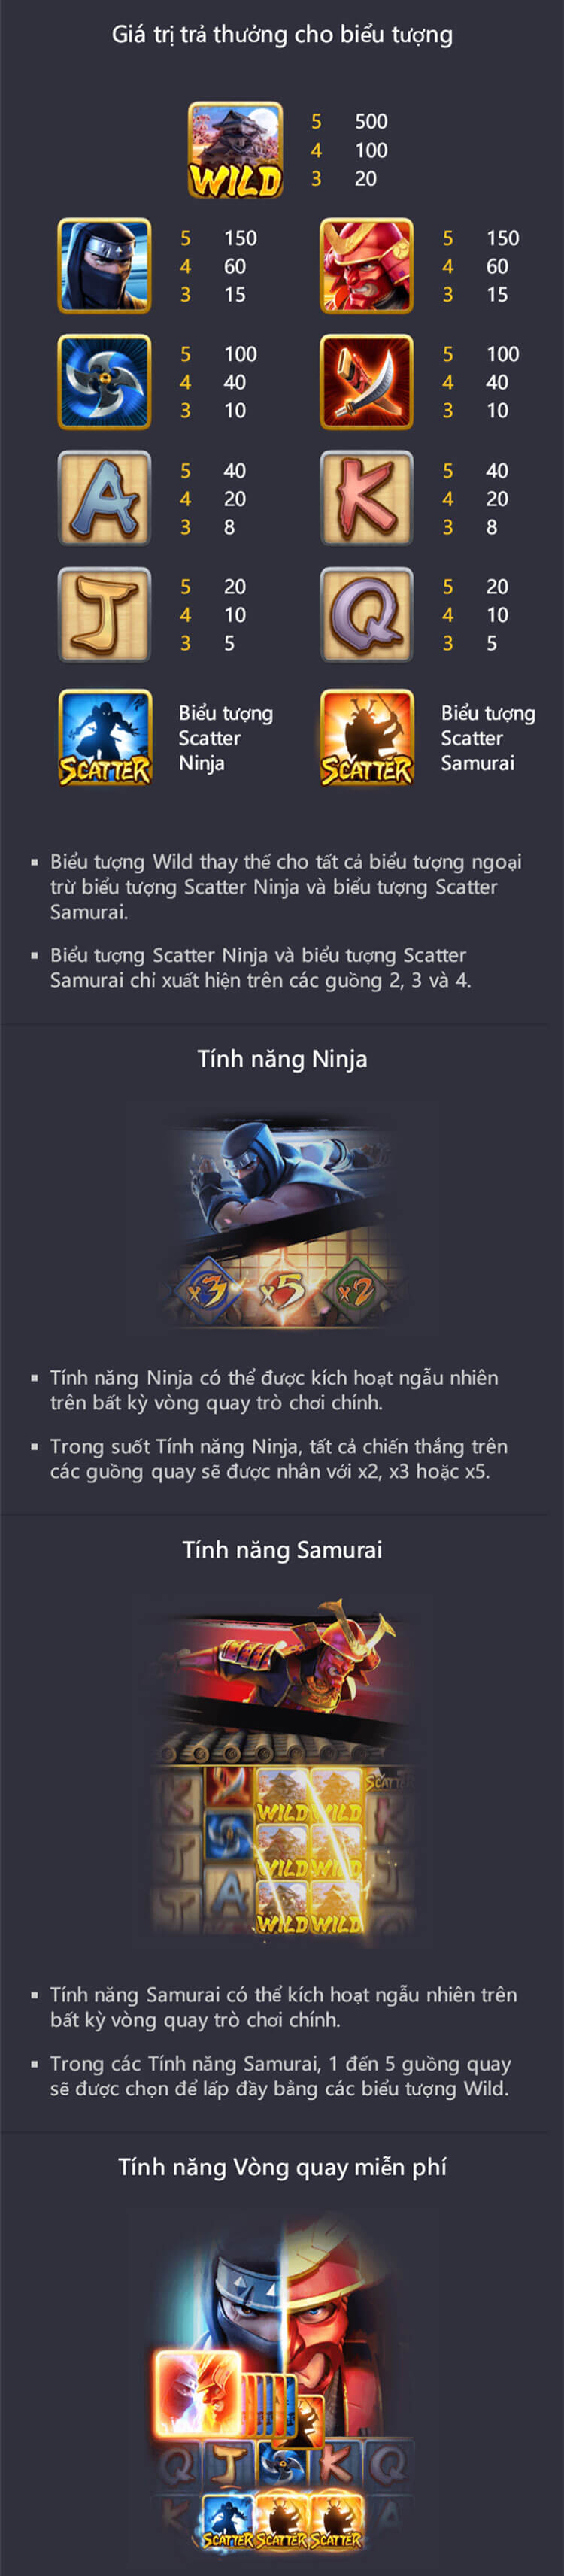 Giá trị trả thưởng cho biểu tượng
WILD
5 500
4 100
3 20
5 150
4 60
3 15
5 150
4 60
3 15
5 100
4 40
3 10
5 100
4 40
3 10
A
5 40
4 20
3 8
K
5 40
4 20
3 8
J
5 20
4 10
3 5
Q
5 20
4 10
3 5
SCATTER
Biểu tượng
Scatter
Ninja
SCATTER
Biểu tượng
Scatter
Samurai
▪ Biểu tượng Wild thay thế cho tất cả biểu tượng ngoại
trừ biểu tượng Scatter Ninja và biểu tượng Scatter
Samurai.
▪ Biểu tượng Scatter Ninja và biểu tượng Scatter
Samurai chỉ xuất hiện trên các guồng 2, 3 và 4.
Tính năng Ninja
x3 x5 x2
▪ Tính năng Ninja có thể được kích hoạt ngẫu nhiên
trên bất kỳ vòng quay trò chơi chính.
▪ Trong suốt Tính năng Ninja, tất cả chiến thắng trên
các guồng quay sẽ được nhân với x2, x3 hoặc x5.
Tính năng Samurai
SCATTER
K WILD WILD K
J WILD WILD J
J A WILD WILD
▪ Tính năng Samurai có thể kích hoạt ngẫu nhiên trên
bất kỳ vòng quay trò chơi chính.
▪ Trong các Tính năng Samurai, 1 đến 5 guồng quay
sẽ được chọn để lấp đầy bằng các biểu tượng Wild.
Tính năng Vòng quay miễn phí
Q J K Q
K SCATTER SCATTER SCATTER A